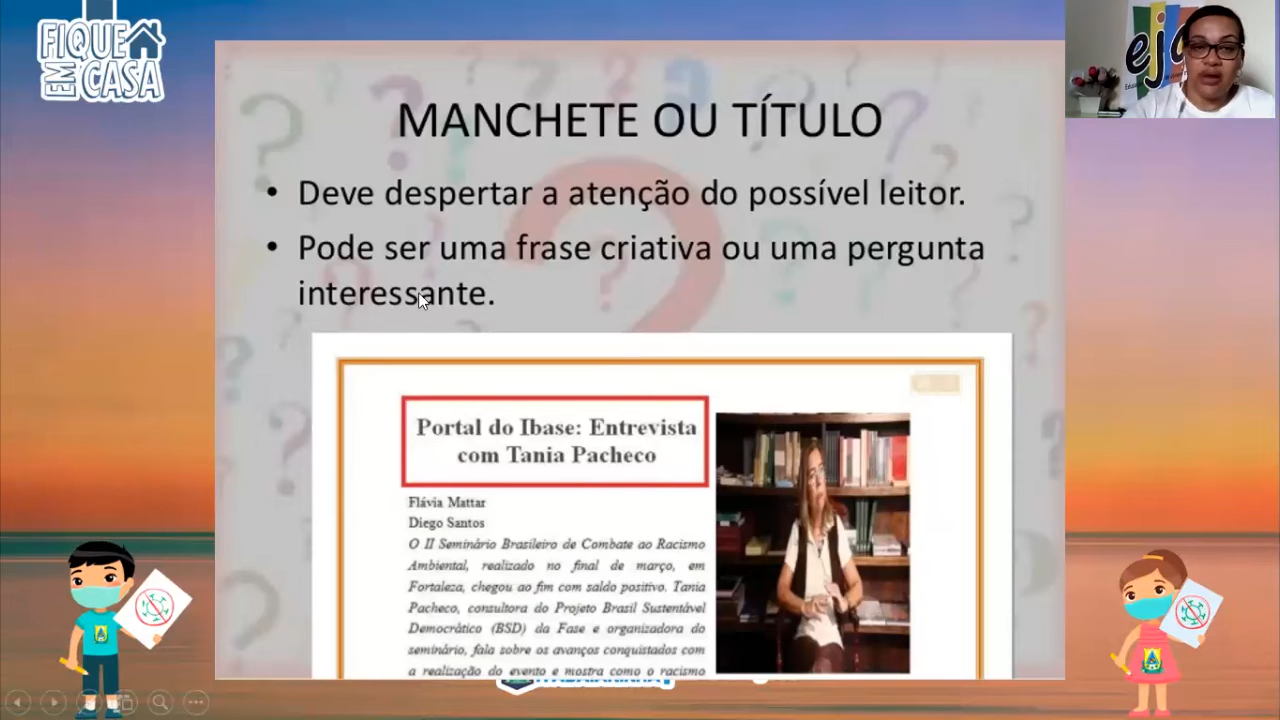 FIQUE
EM CASA
eja
MANCHETE OU TÍTULO
• Deve despertar a atenção do possível leitor.
• Pode ser uma frase criativa ou uma pergunta
interessante.
Portal do Ibase: Entrevista
com Tania Pacheco
Flávia Mattar
Diego Santos
O II Seminário Brasileiro de Combate ao Racismo
Ambiental, realizado no final de março, em
Fortaleza, chegou ao fim com saldo positivo. Tania
Pacheco, consultora do Projeto Brasil Sustentável
Democrático (BSD) da Fase e organizadora do
seminário, fala sobre os avanços conquistados com
a realização do evento e mostra como o racismo